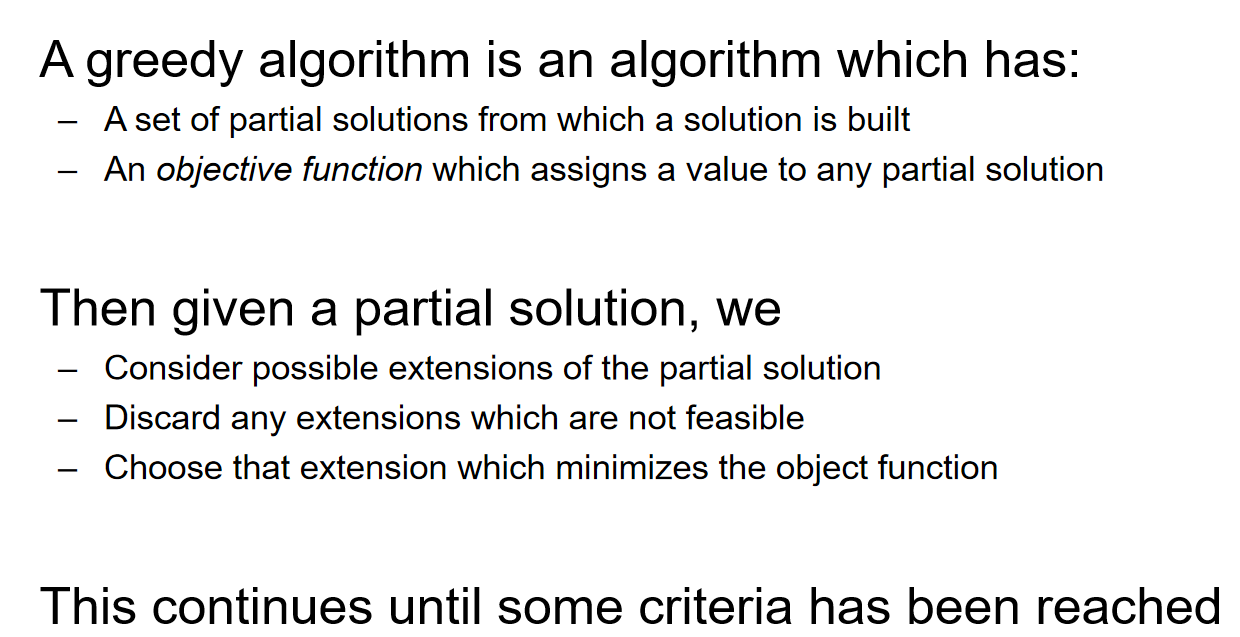 A greedy algorithm is an algorithm which has:
– A set of partial solutions from which a solution is built
– An objective function which assigns a value to any partial solution
Then given a partial solution, we
– Consider possible extensions of the partial solution
– Discard any extensions which are not feasible
– Choose that extension which minimizes the object function
This continues until some criteria has been reached